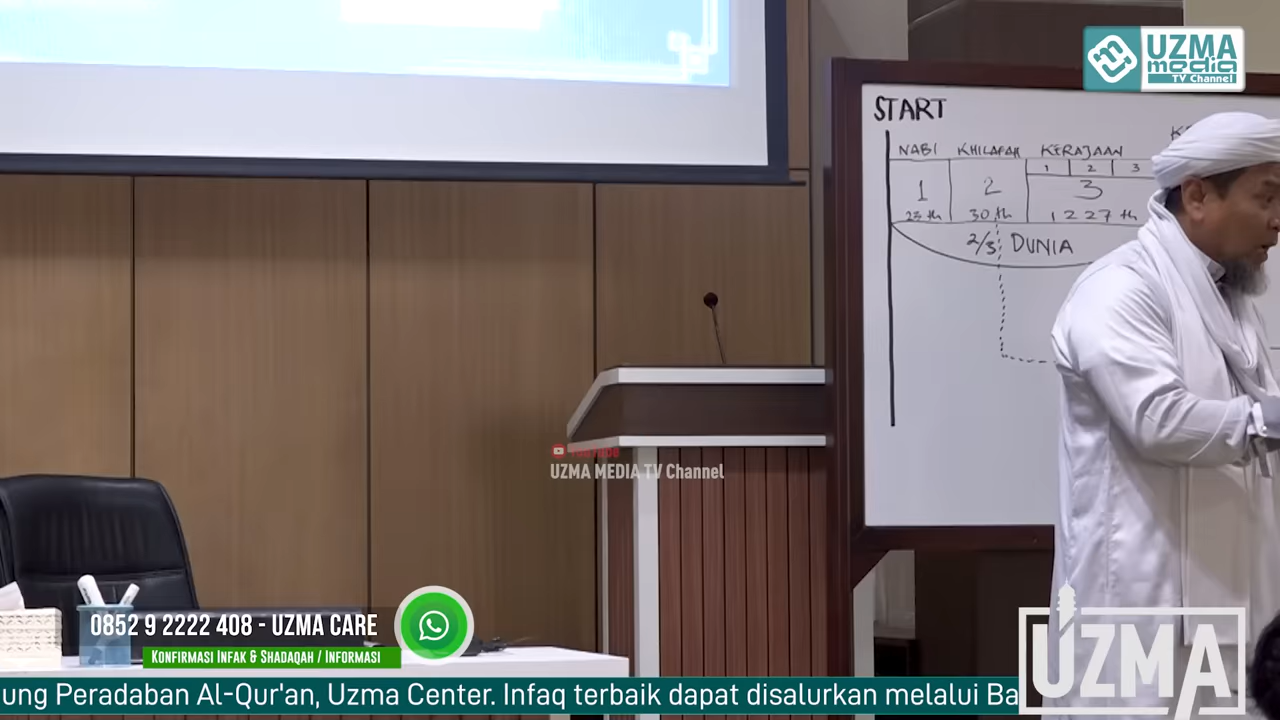 UZMA
media
TV Channel
START
NABI KHILAFAH KERAJAAN
1 2 3
1 2 3
23 th 30 th 1227 th
2/3 DUNIA
YouTube
UZMA MEDIA TV Channel
0852 9 2222 408 - UZMA CARE
KONFIRMASI INFAK & SHADAQAH / INFORMASI
UZMA
ung Peradaban Al-Qur'an, Uzma Center. Infaq terbaik dapat disalurkan melalui Ba